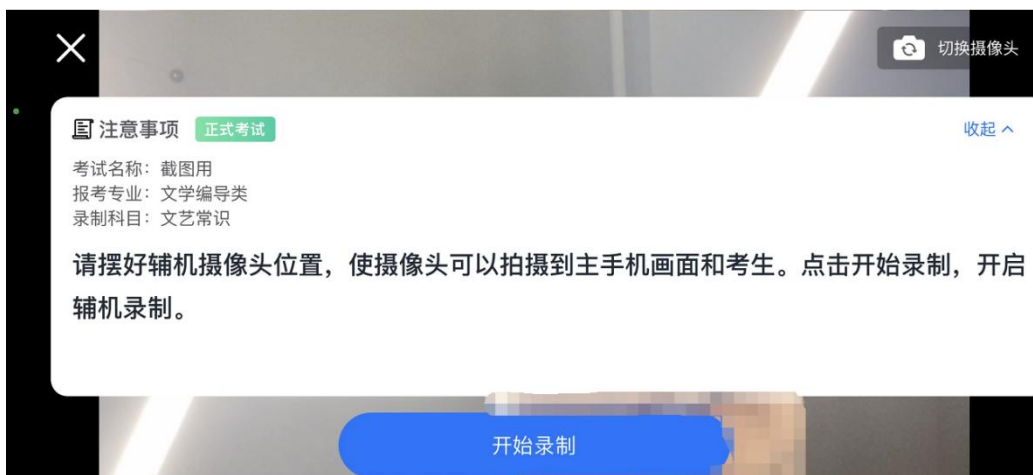 切换摄像头
注意事项 正式考试 收起
考试名称：截图用
报考专业：文学编导类
录制科目：文艺常识
请摆好辅机摄像头位置，使摄像头可以拍摄到主手机画面和考生。点击开始录制，开启
辅机录制。
开始录制